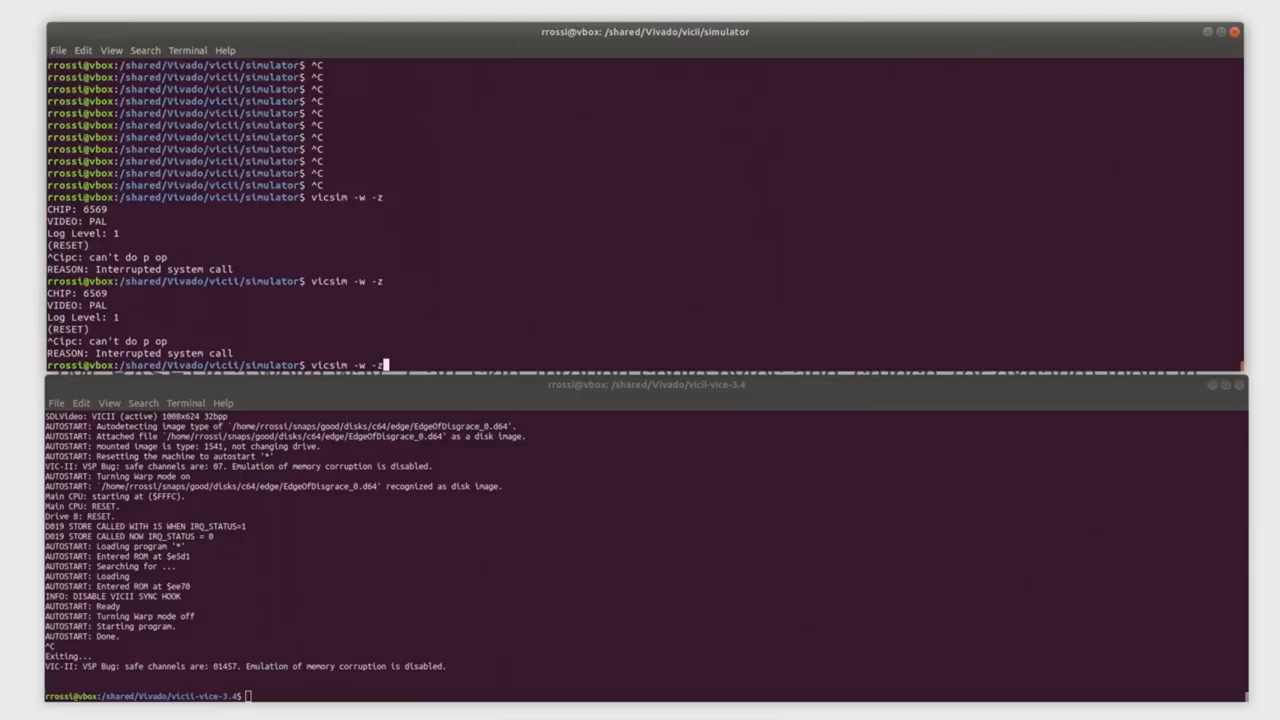 rrossi@vbox: /shared/Vivado/vicii/simulator
File Edit View Search Terminal Help
rrossi@vbox:/shared/Vivado/vicii/simulator$ ^C
rrossi@vbox:/shared/Vivado/vicii/simulator$ ^C
rrossi@vbox:/shared/Vivado/vicii/simulator$ ^C
rrossi@vbox:/shared/Vivado/vicii/simulator$ ^C
rrossi@vbox:/shared/Vivado/vicii/simulator$ ^C
rrossi@vbox:/shared/Vivado/vicii/simulator$ ^C
rrossi@vbox:/shared/Vivado/vicii/simulator$ ^C
rrossi@vbox:/shared/Vivado/vicii/simulator$ ^C
rrossi@vbox:/shared/Vivado/vicii/simulator$ ^C
rrossi@vbox:/shared/Vivado/vicii/simulator$ ^C
rrossi@vbox:/shared/Vivado/vicii/simulator$ ^C
rrossi@vbox:/shared/Vivado/vicii/simulator$ vicsim -w -z
CHIP: 6569
VIDEO: PAL
Log Level: 1
(RESET)
^Cipc: can't do p op
REASON: Interrupted system call
rrossi@vbox:/shared/Vivado/vicii/simulator$ vicsim -w -z
CHIP: 6569
VIDEO: PAL
Log Level: 1
(RESET)
^Cipc: can't do p op
REASON: Interrupted system call
rrossi@vbox:/shared/Vivado/vicii/simulator$ vicsim -w -z
rrossi@vbox: /shared/Vivado/vicii-vice-3.4
File Edit View Search Terminal Help
SDLVideo: VICII (active) 1008x624 32bpp
AUTOSTART: Autodetecting image type of `/home/rrossi/snaps/good/disks/c64/edge/EdgeOfDisgrace_0.d64'.
AUTOSTART: Attached file `/home/rrossi/snaps/good/disks/c64/edge/EdgeOfDisgrace_0.d64' as a disk image.
AUTOSTART: mounted image is type: 1541, not changing drive.
AUTOSTART: Resetting the machine to autostart '*'
VIC-II: VSP Bug: safe channels are: 07. Emulation of memory corruption is disabled.
AUTOSTART: Turning Warp mode on
AUTOSTART: `/home/rrossi/snaps/good/disks/c64/edge/EdgeOfDisgrace_0.d64' recognized as disk image.
Main CPU: starting at ($FFFC).
Main CPU: RESET.
Drive 8: RESET.
D019 STORE CALLED WITH 15 WHEN IRQ_STATUS=1
D019 STORE CALLED NOW IRQ_STATUS = 0
AUTOSTART: Loading program '*'
AUTOSTART: Entered ROM at $e5d1
AUTOSTART: Searching for ...
AUTOSTART: Loading
AUTOSTART: Entered ROM at $ee70
INFO: DISABLE VICII SYNC HOOK
AUTOSTART: Ready
AUTOSTART: Turning Warp mode off
AUTOSTART: Starting program.
AUTOSTART: Done.
^C
Exiting...
VIC-II: VSP Bug: safe channels are: 01457. Emulation of memory corruption is disabled.
rrossi@vbox:/shared/Vivado/vicii-vice-3.4$